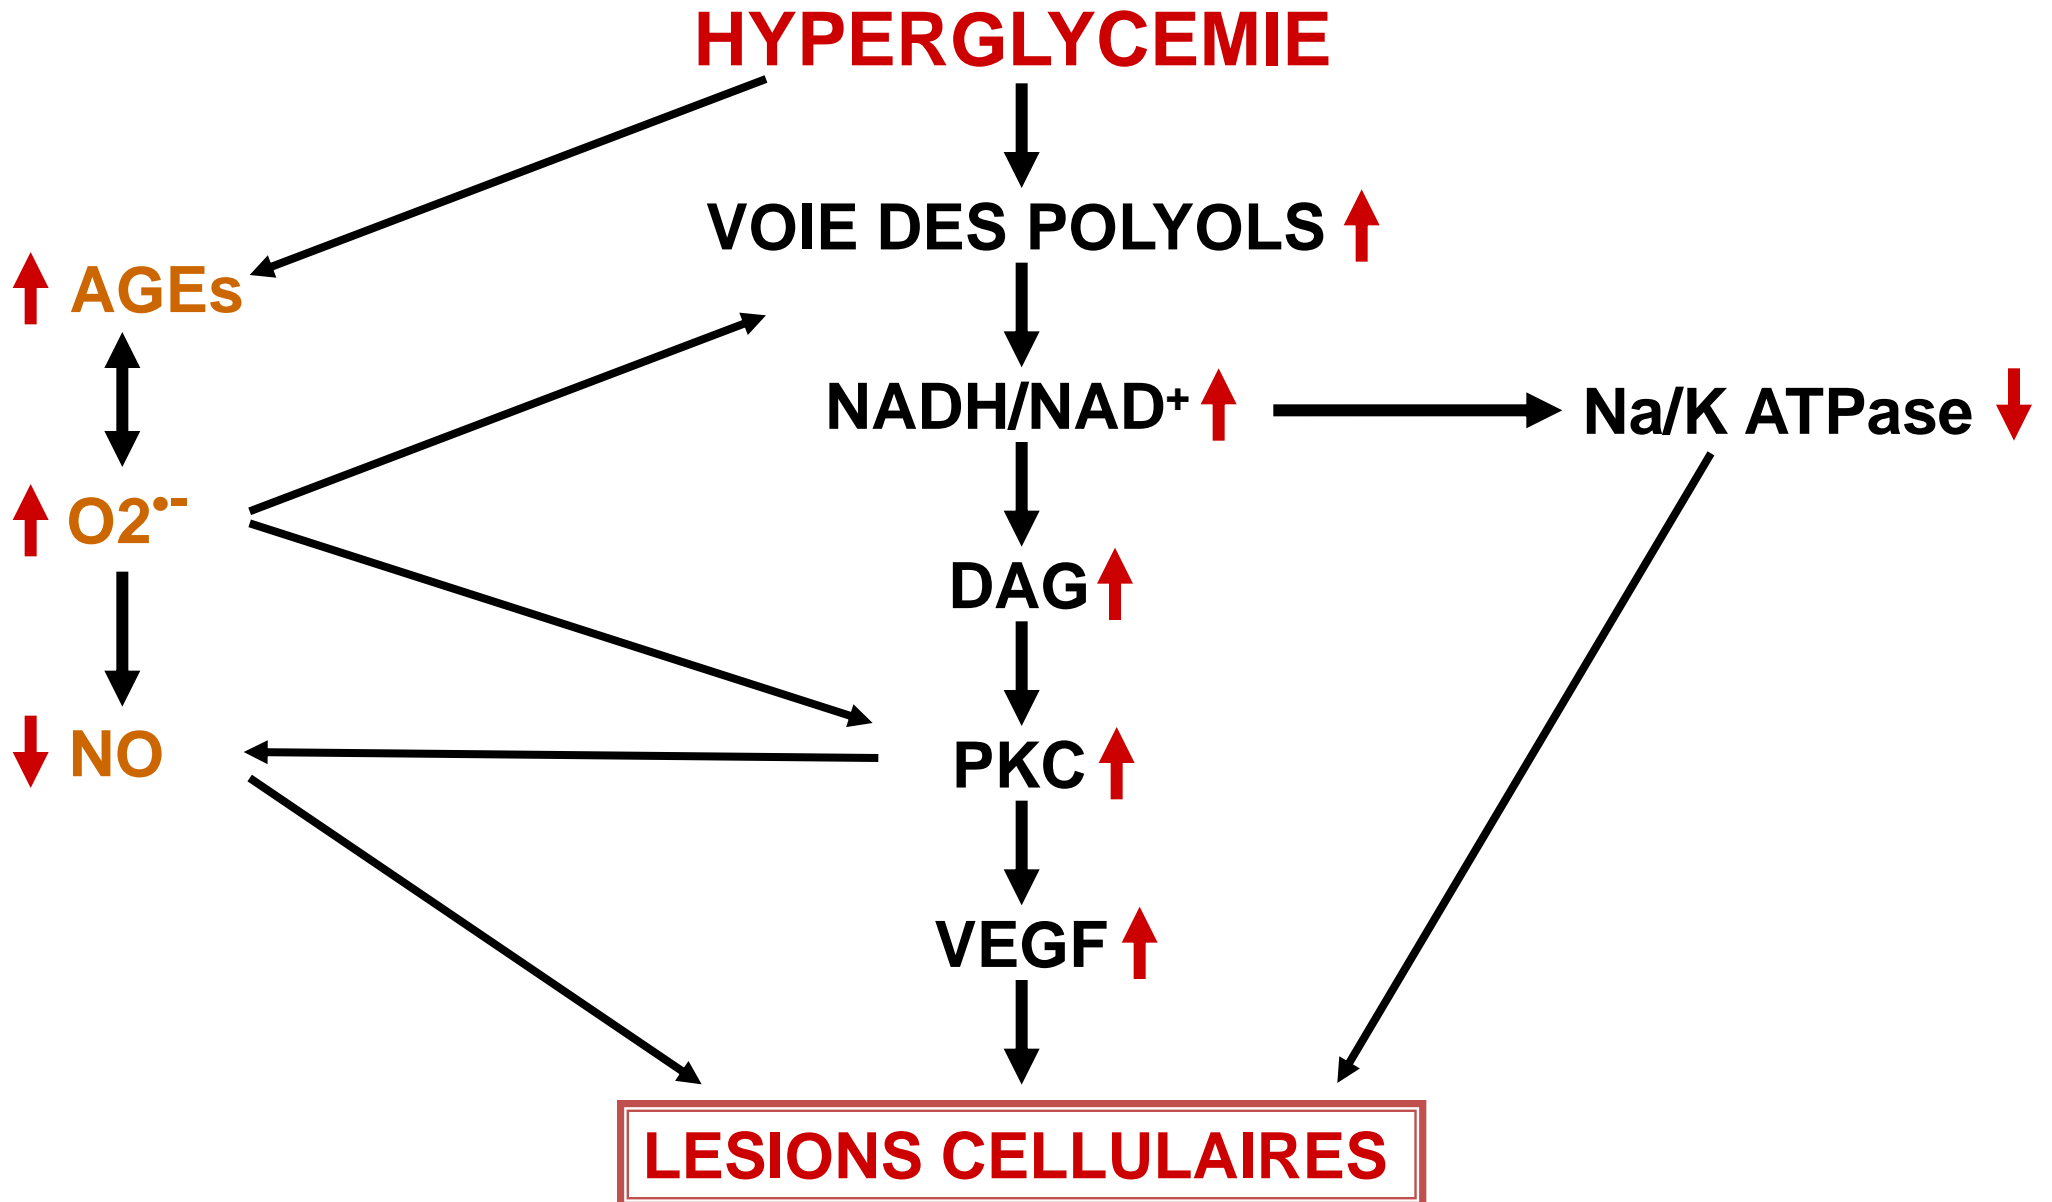 HYPERGLYCEMIE
VOIE DES POLYOLS
AGEs
NADH/NAD⁺
Na/K ATPase
O2•-
DAG
NO
PKC
VEGF
LESIONS CELLULAIRES